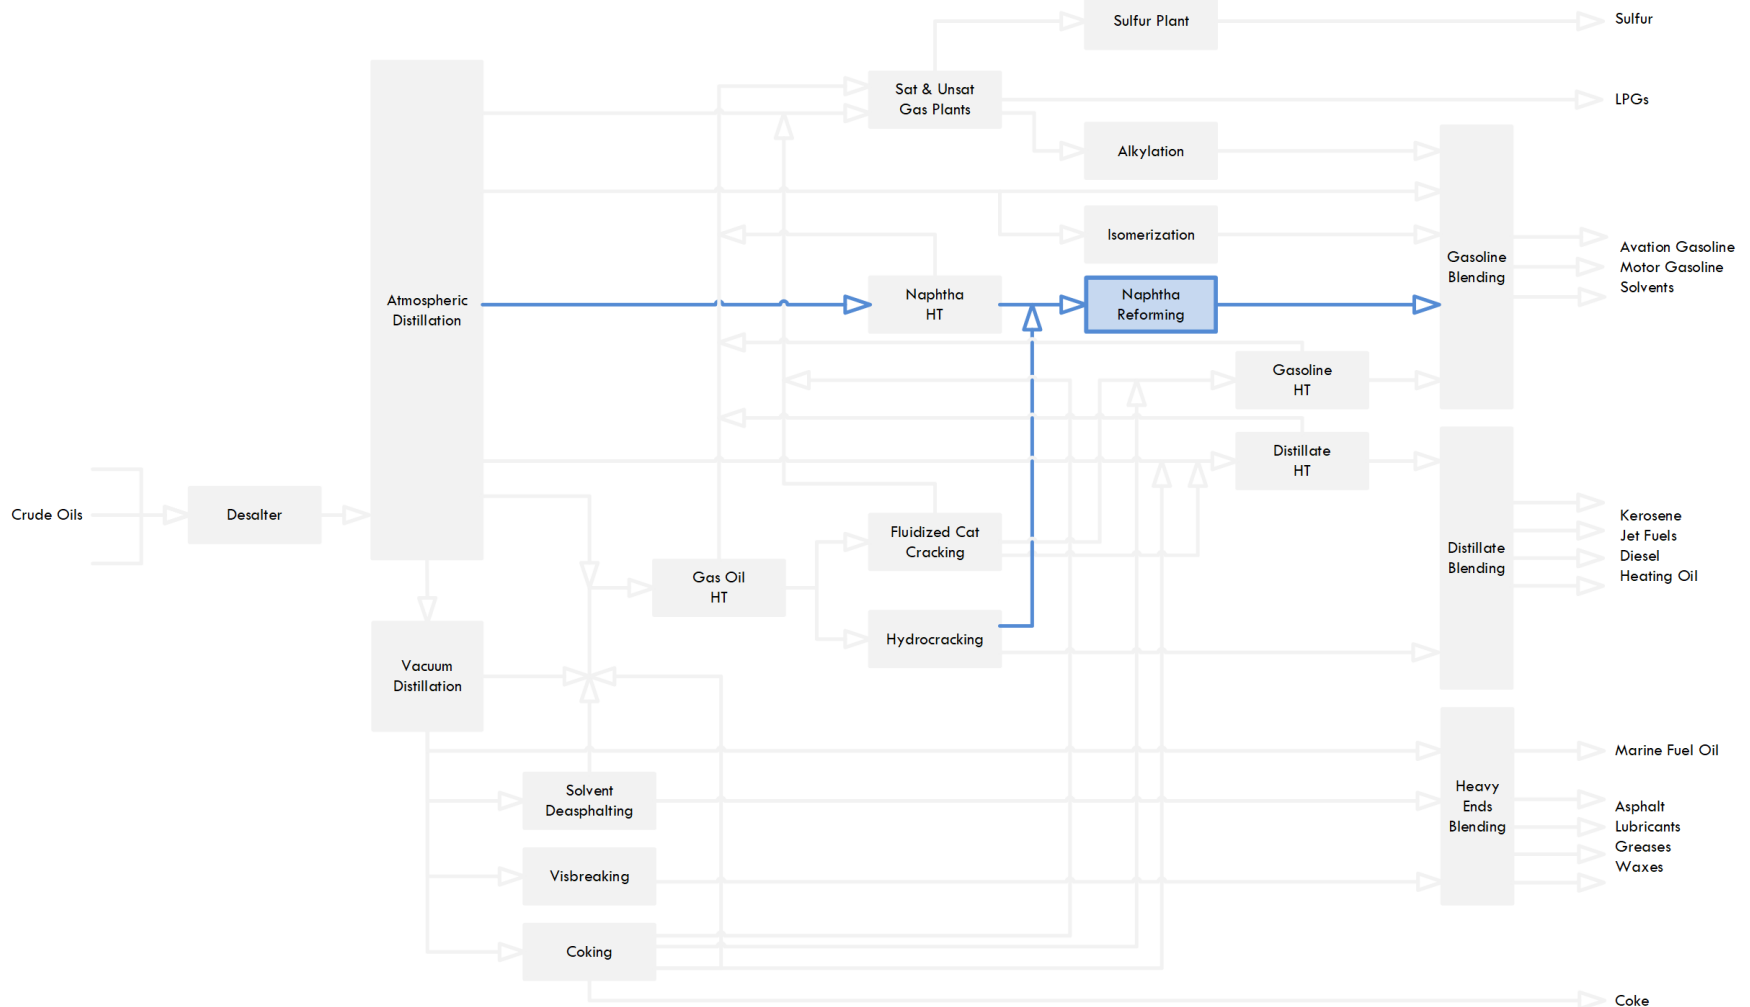 Sulfur Plant
Sulfur
Sat & Unsat
Gas Plants
LPGs
Alkylation
Isomerization
Gasoline
Blending
Avation Gasoline
Motor Gasoline
Solvents
Atmospheric
Distillation
Naphtha
HT
Naphtha
Reforming
Gasoline
HT
Distillate
HT
Crude Oils
Desalter
Fluidized Cat
Cracking
Distillate
Blending
Kerosene
Jet Fuels
Diesel
Heating Oil
Gas Oil
HT
Hydrocracking
Vacuum
Distillation
Marine Fuel Oil
Solvent
Deasphalting
Heavy
Ends
Blending
Asphalt
Lubricants
Greases
Waxes
Visbreaking
Coking
Coke